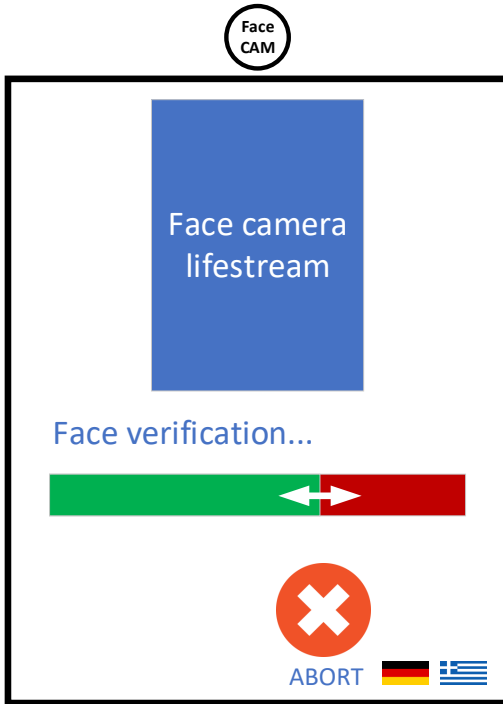 Face
CAM
Face camera
lifestream
Face verification...
ABORT